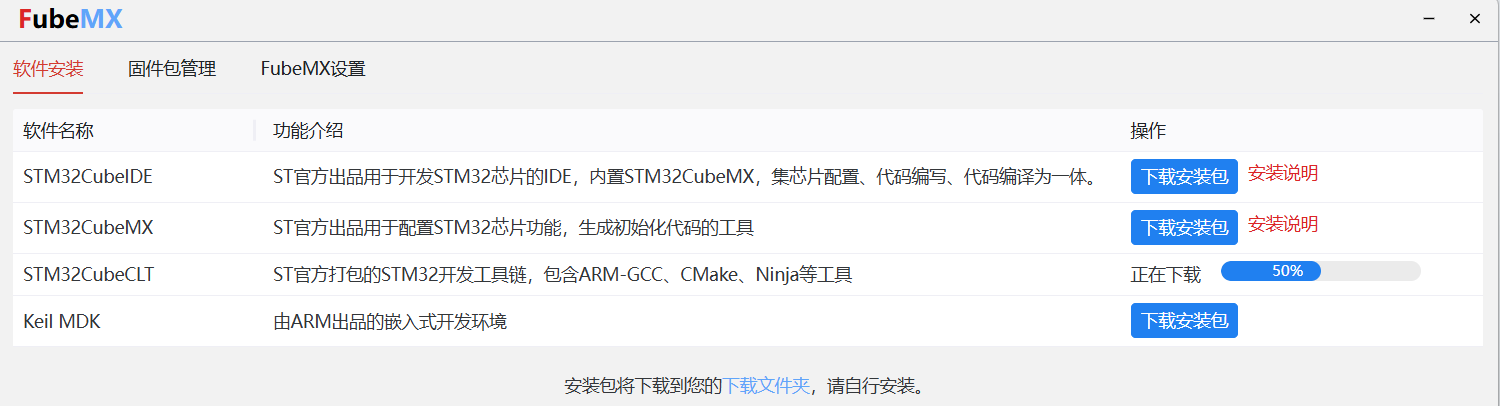 FubeMX
软件安装 固件包管理 FubeMX设置
软件名称 功能介绍 操作
STM32CubeIDE ST官方出品用于开发STM32芯片的IDE，内置STM32CubeMX，集芯片配置、代码编写、代码编译为一体。 下载安装包 安装说明
STM32CubeMX ST官方出品用于配置STM32芯片功能，生成初始化代码的工具 下载安装包 安装说明
STM32CubeCLT ST官方打包的STM32开发工具链，包含ARM-GCC、CMake、Ninja等工具 正在下载 50%
Keil MDK 由ARM出品的嵌入式开发环境 下载安装包
安装包将下载到您的下载文件夹，请自行安装。